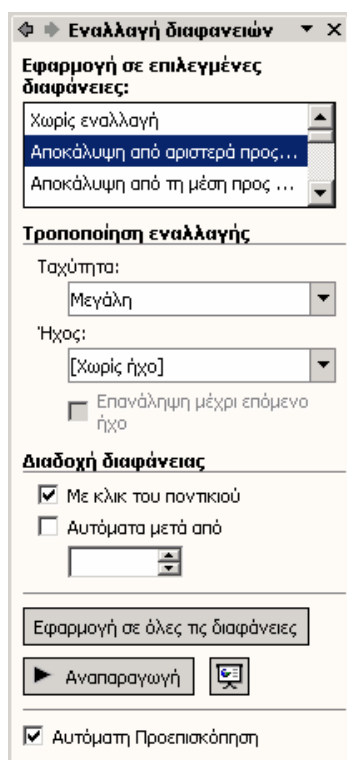 Εναλλαγή διαφανειών
Εφαρμογή σε επιλεγμένες
διαφάνειες:
Χωρίς εναλλαγή
Αποκάλυψη από αριστερά προς...
Αποκάλυψη από τη μέση προς ...
Τροποποίηση εναλλαγής
Ταχύτητα:
Μεγάλη
Ήχος:
[Χωρίς ήχο]
Επανάληψη μέχρι επόμενο
ήχο
Διαδοχή διαφάνειας
Με κλικ του ποντικιού
Αυτόματα μετά από
Εφαρμογή σε όλες τις διαφάνειες
Αναπαραγωγή
Αυτόματη Προεπισκόπηση